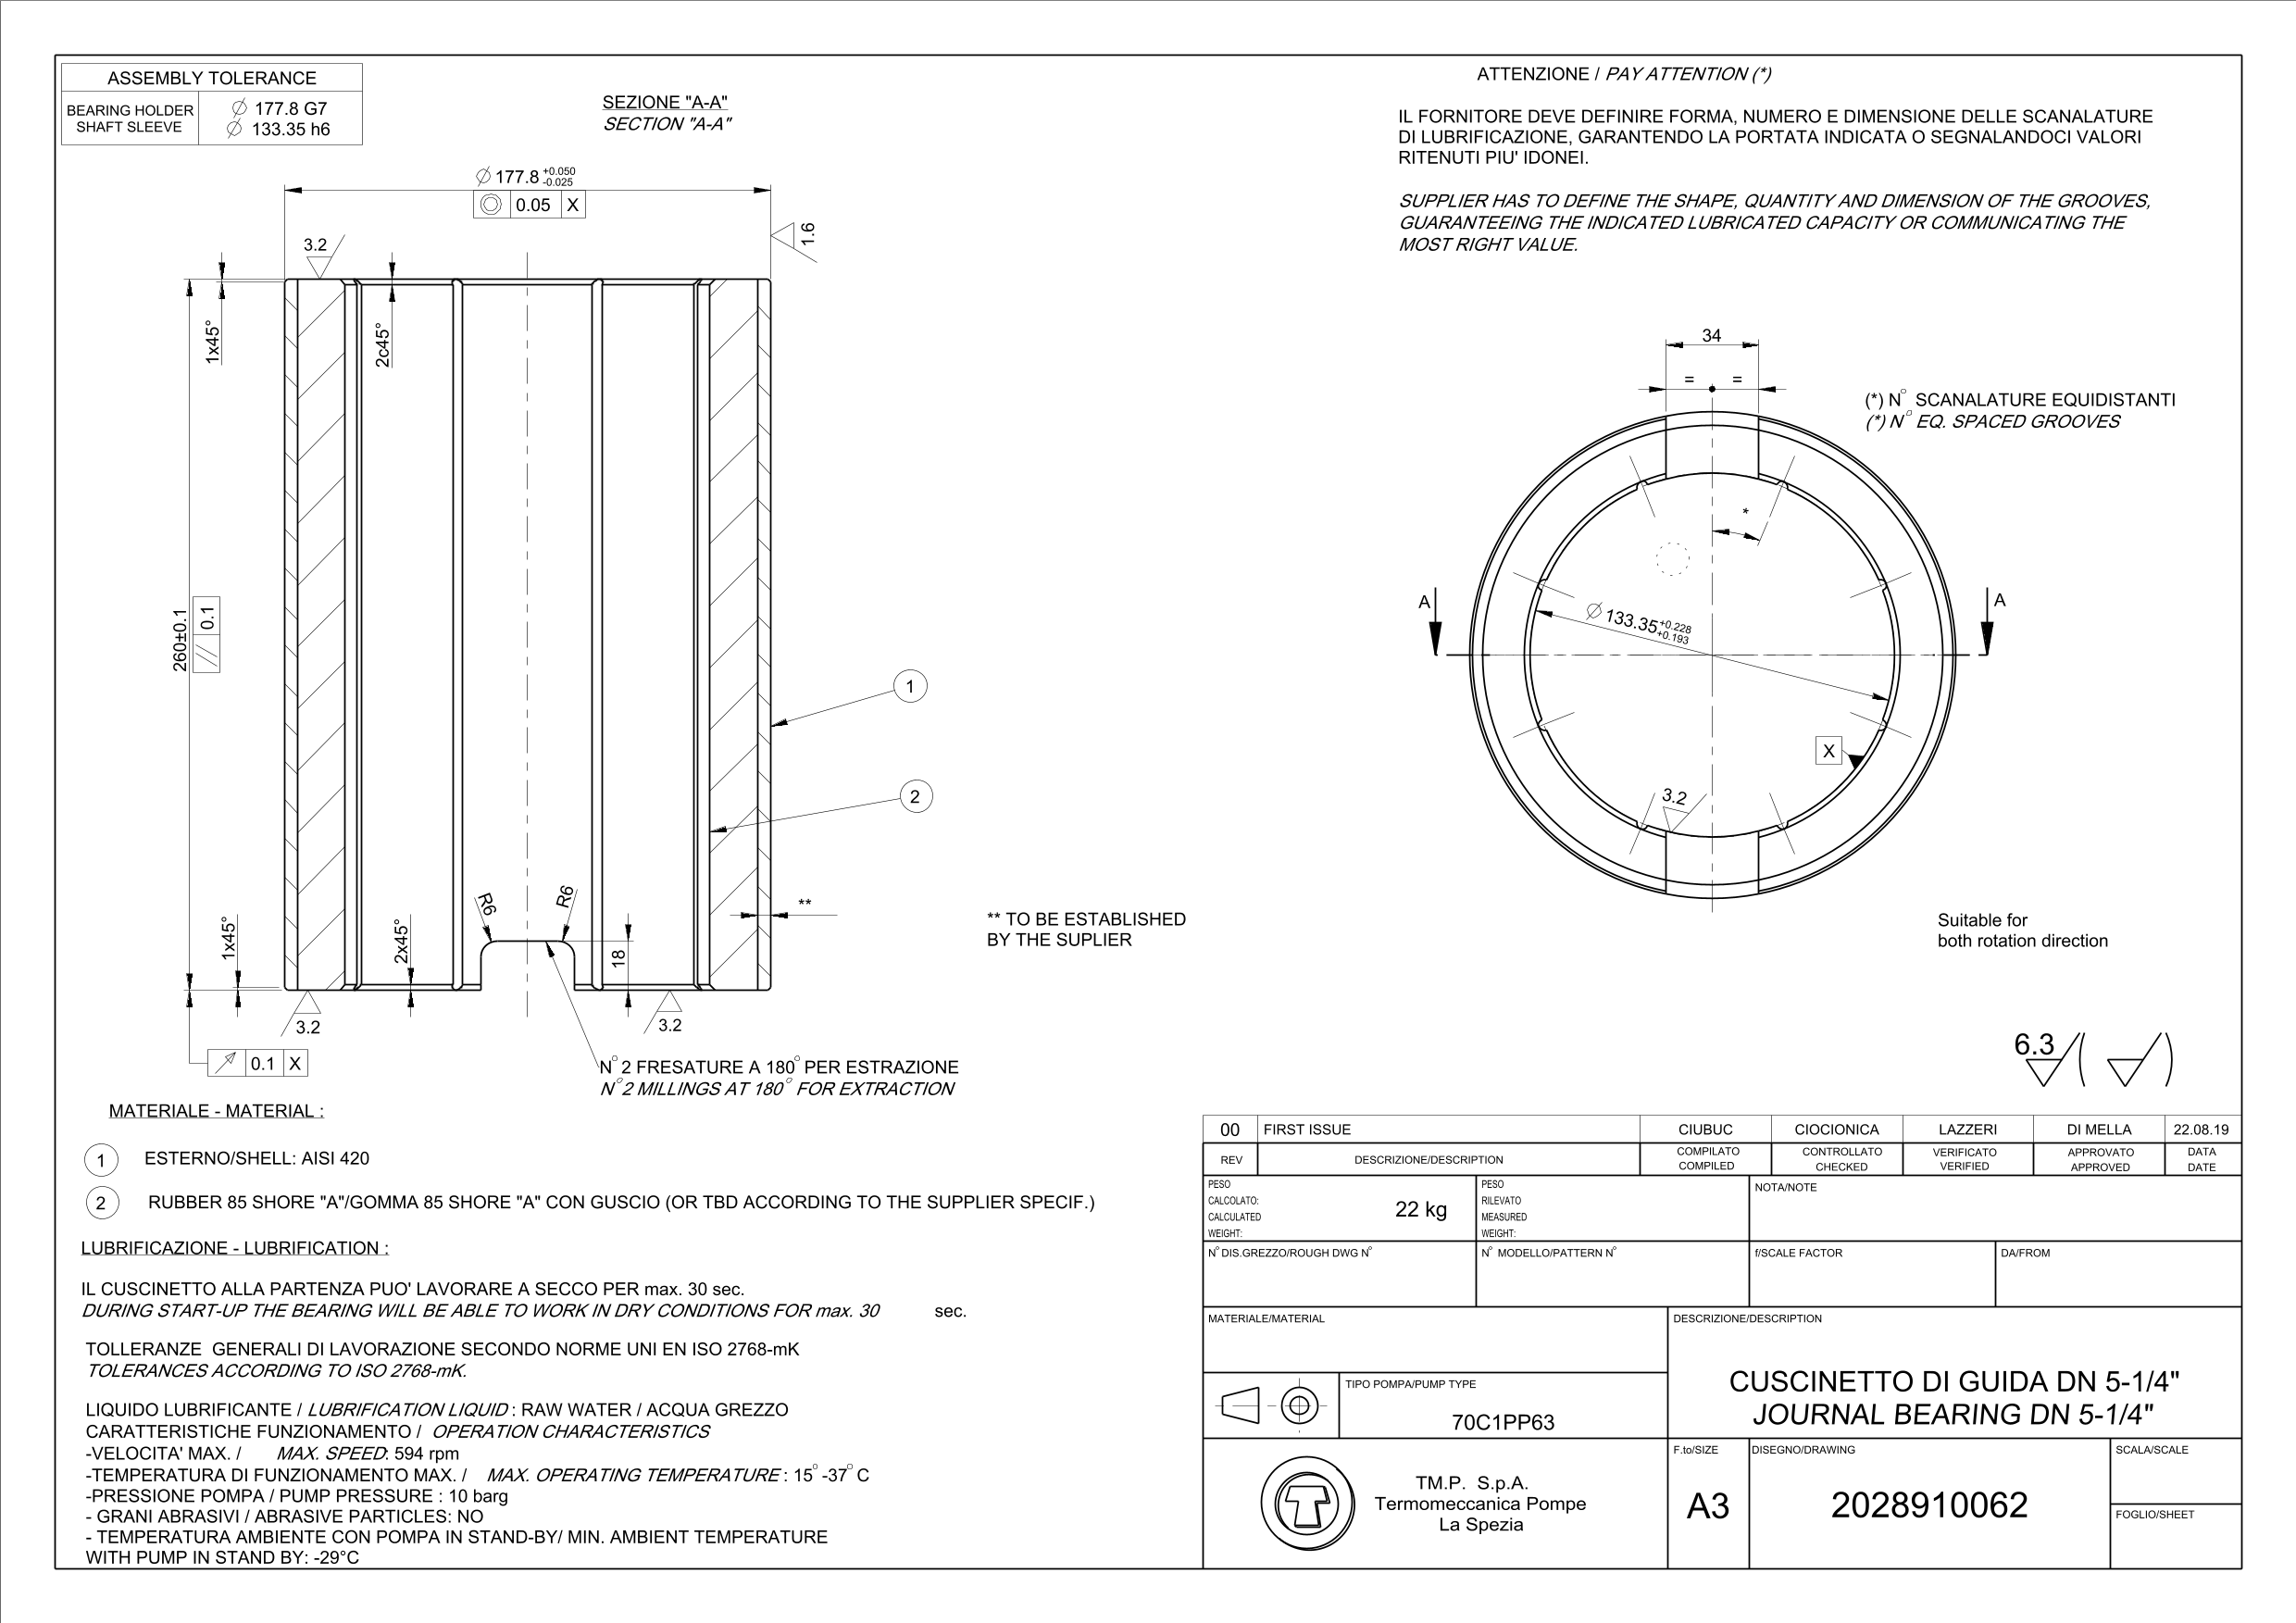 ASSEMBLY TOLERANCE
BEARING HOLDER
SHAFT SLEEVE
⌀ 177.8 G7
⌀ 133.35 h6
SEZIONE "A-A"
SECTION "A-A"
⌀ 177.8 +0.050 -0.025
0.05 X
3.2
1.6
1x45°
2c45°
260±0.1
0.1
1
2
1x45°
2x45°
R6
R6
18
**
** TO BE ESTABLISHED
BY THE SUPLIER
3.2
3.2
0.1 X
N° 2 FRESATURE A 180° PER ESTRAZIONE
N° 2 MILLINGS AT 180° FOR EXTRACTION
ATTENZIONE / PAY ATTENTION (*)
IL FORNITORE DEVE DEFINIRE FORMA, NUMERO E DIMENSIONE DELLE SCANALATURE
DI LUBRIFICAZIONE, GARANTENDO LA PORTATA INDICATA O SEGNALANDOCI VALORI
RITENUTI PIU' IDONEI.
SUPPLIER HAS TO DEFINE THE SHAPE, QUANTITY AND DIMENSION OF THE GROOVES,
GUARANTEEING THE INDICATED LUBRICATED CAPACITY OR COMMUNICATING THE
MOST RIGHT VALUE.
34
= =
(*) N° SCANALATURE EQUIDISTANTI
(*) N° EQ. SPACED GROOVES
*
A
A
⌀ 133.35 +0.228 +0.193
X
3.2
Suitable for
both rotation direction
6.3
MATERIALE - MATERIAL :
1 ESTERNO/SHELL: AISI 420
2 RUBBER 85 SHORE "A"/GOMMA 85 SHORE "A" CON GUSCIO (OR TBD ACCORDING TO THE SUPPLIER SPECIF.)
LUBRIFICAZIONE - LUBRIFICATION :
IL CUSCINETTO ALLA PARTENZA PUO' LAVORARE A SECCO PER max. 30 sec.
DURING START-UP THE BEARING WILL BE ABLE TO WORK IN DRY CONDITIONS FOR max. 30 sec.
TOLLERANZE GENERALI DI LAVORAZIONE SECONDO NORME UNI EN ISO 2768-mK
TOLERANCES ACCORDING TO ISO 2768-mK.
LIQUIDO LUBRIFICANTE / LUBRIFICATION LIQUID : RAW WATER / ACQUA GREZZO
CARATTERISTICHE FUNZIONAMENTO / OPERATION CHARACTERISTICS
-VELOCITA' MAX. / MAX. SPEED: 594 rpm
-TEMPERATURA DI FUNZIONAMENTO MAX. / MAX. OPERATING TEMPERATURE : 15° -37° C
-PRESSIONE POMPA / PUMP PRESSURE : 10 barg
- GRANI ABRASIVI / ABRASIVE PARTICLES: NO
- TEMPERATURA AMBIENTE CON POMPA IN STAND-BY/ MIN. AMBIENT TEMPERATURE
WITH PUMP IN STAND BY: -29°C
00 FIRST ISSUE CIUBUC CIOCIONICA LAZZERI DI MELLA 22.08.19
REV DESCRIZIONE/DESCRIPTION
COMPILATO CONTROLLATO VERIFICATO APPROVATO DATA
COMPILED CHECKED VERIFIED APPROVED DATE
PESO
CALCOLATO:
CALCULATED
WEIGHT:
22 kg
PESO
RILEVATO
MEASURED
WEIGHT:
NOTA/NOTE
N° DIS.GREZZO/ROUGH DWG N°
N° MODELLO/PATTERN N°
f/SCALE FACTOR
DA/FROM
MATERIALE/MATERIAL
DESCRIZIONE/DESCRIPTION
CUSCINETTO DI GUIDA DN 5-1/4"
JOURNAL BEARING DN 5-1/4"
TIPO POMPA/PUMP TYPE
70C1PP63
TM.P. S.p.A.
Termomeccanica Pompe
La Spezia
F.to/SIZE
A3
DISEGNO/DRAWING
2028910062
SCALA/SCALE
FOGLIO/SHEET